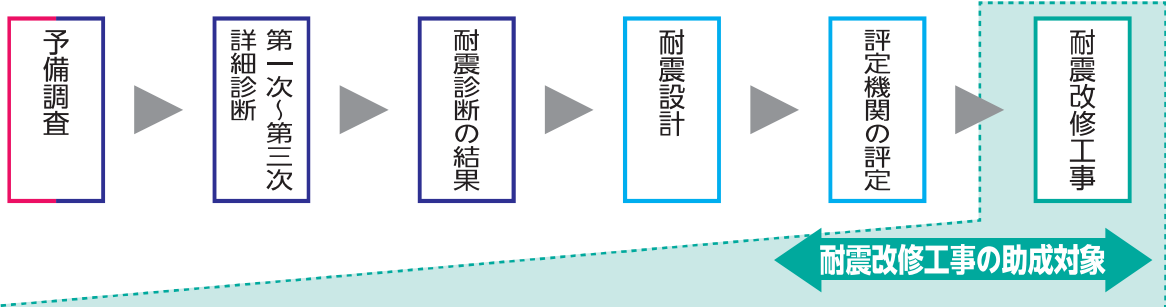 予備調査
第一次～第三次
詳細診断
耐震診断の結果
耐震設計
評定機関の評定
耐震改修工事
耐震改修工事の助成対象